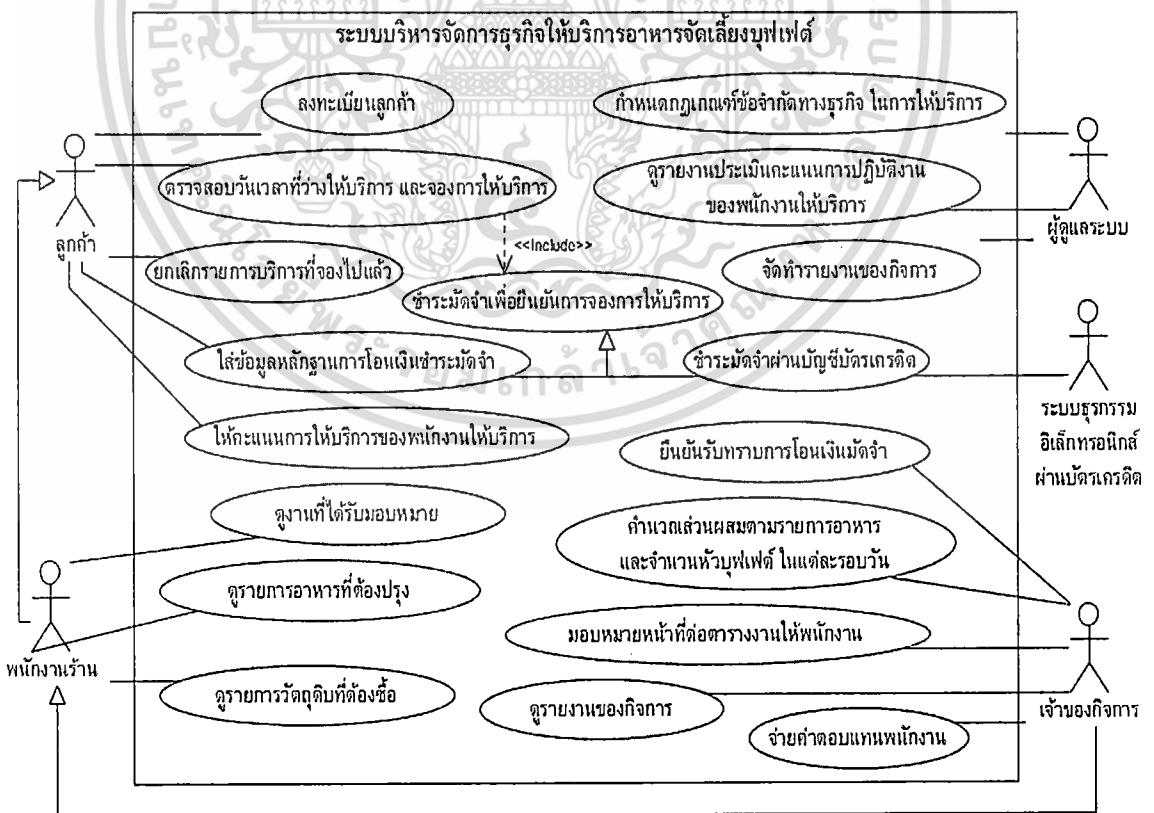 ระบบบริหารจัดการธุรกิจให้บริการอาหารจัดเลี้ยงบุฟเฟต์
ลงทะเบียนลูกค้า
กำหนดกฎเกณฑ์ข้อจำกัดทางธุรกิจ ในการให้บริการ
ตรวจสอบวันเวลาที่ว่างให้บริการ และจองการให้บริการ
ดูรายงานประเมินคะแนนการปฏิบัติงาน
ของพนักงานให้บริการ
ลูกค้า
ผู้ดูแลระบบ
<<Include>>
ยกเลิกรายการบริการที่จองไปแล้ว
จัดทำรายงานของกิจการ
ชำระมัดจำเพื่อยืนยันการจองการให้บริการ
ใส่ข้อมูลหลักฐานการโอนเงินชำระมัดจำ
ชำระมัดจำผ่านบัญชีบัตรเครดิต
ระบบธุรกรรม
อิเล็กทรอนิกส์
ผ่านบัตรเครดิต
ให้คะแนนการให้บริการของพนักงานให้บริการ
ยืนยันรับทราบการโอนเงินมัดจำ
ดูงานที่ได้รับมอบหมาย
คำนวณส่วนผสมตามรายการอาหาร
และจำนวนหัวบุฟเฟต์ ในแต่ละรอบวัน
ดูรายการอาหารที่ต้องปรุง
มอบหมายหน้าที่ต่อตารางงานให้พนักงาน
พนักงานร้าน
ดูรายการวัตถุดิบที่ต้องซื้อ
ดูรายงานของกิจการ
เจ้าของกิจการ
จ่ายค่าตอบแทนพนักงาน